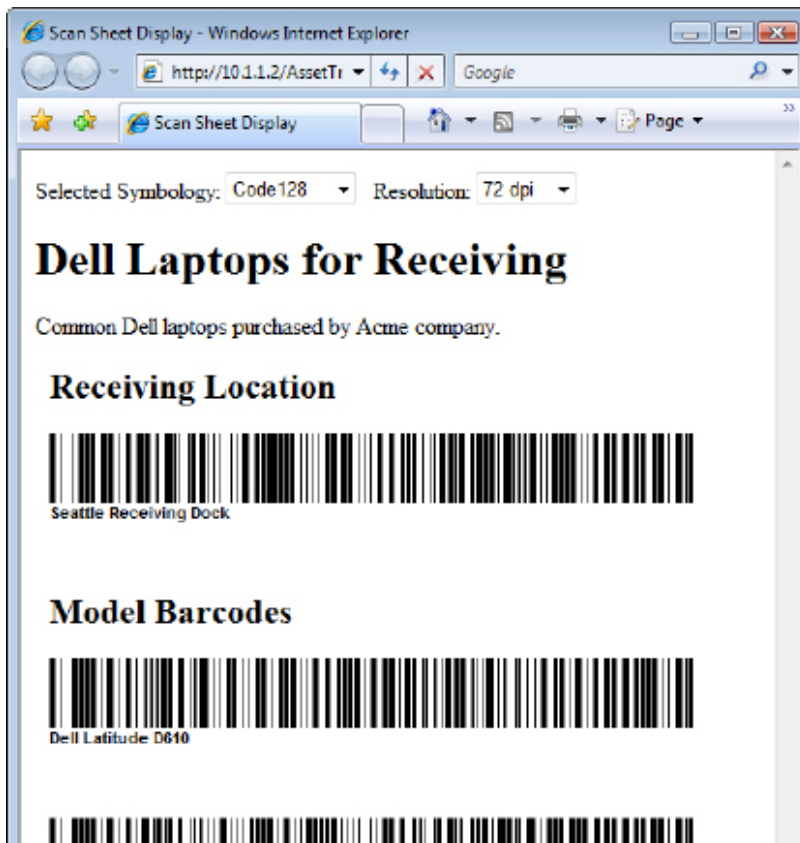 Scan Sheet Display - Windows Internet Explorer
http://10.1.1.2/AssetTr
Google
Scan Sheet Display
Page
Selected Symbology: Code128 Resolution: 72 dpi
Dell Laptops for Receiving
Common Dell laptops purchased by Acme company.
Receiving Location
Seattle Receiving Dock
Model Barcodes
Dell Latitude D610